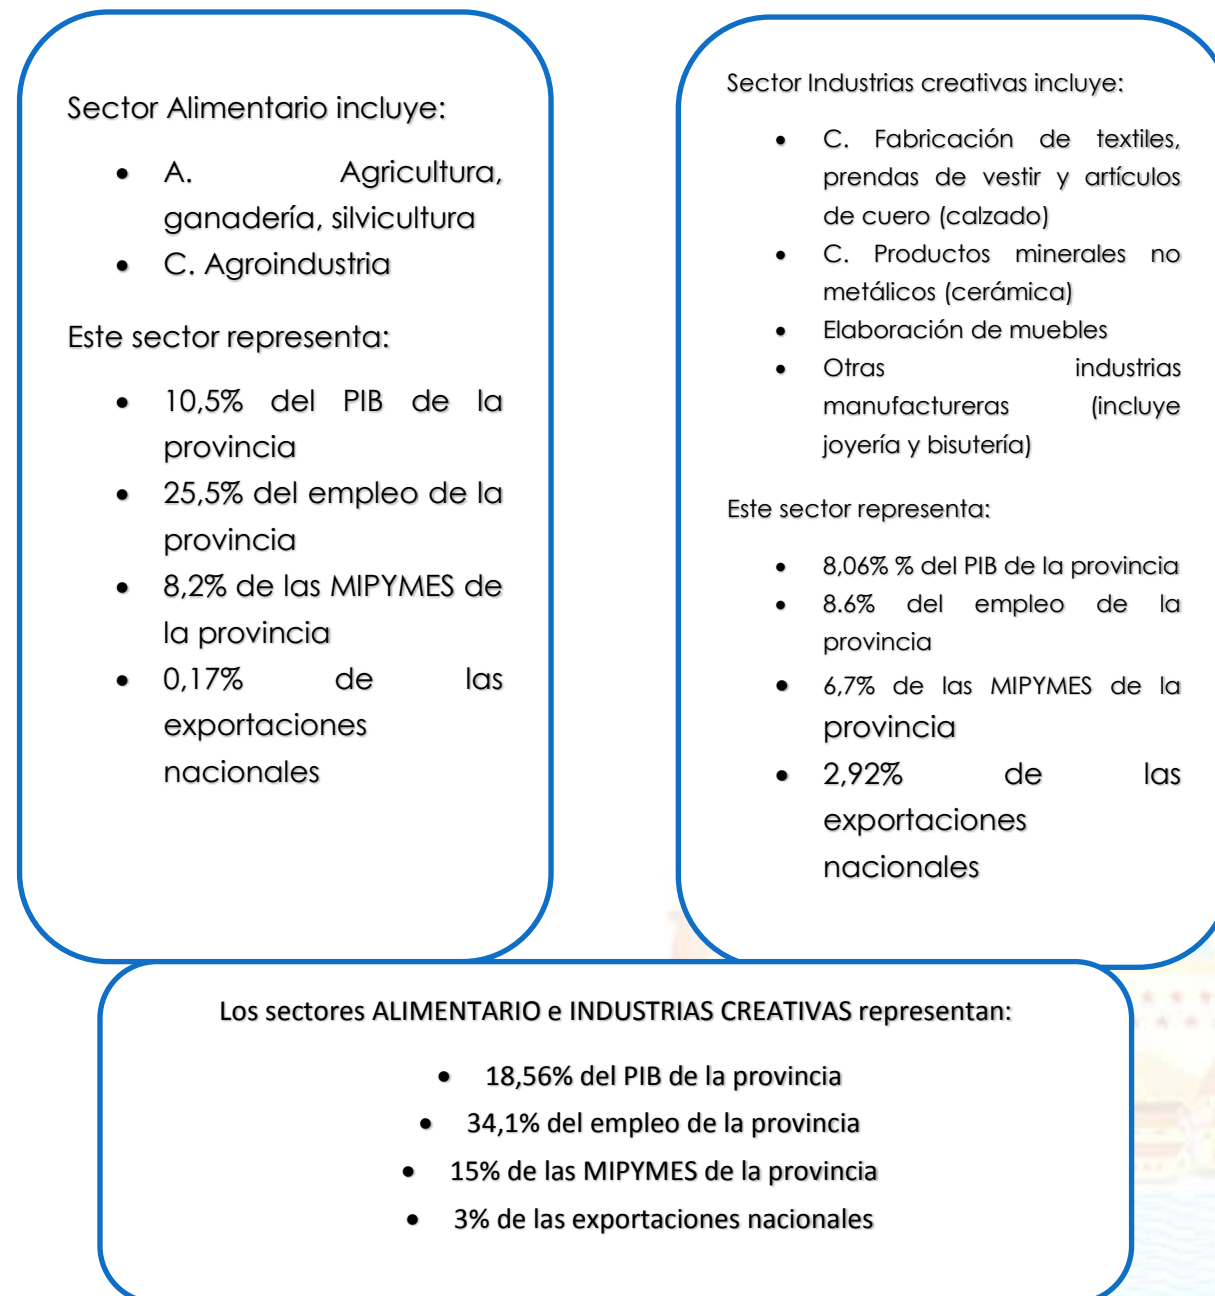 Sector Alimentario incluye:
• A. Agricultura,
ganadería, silvicultura
• C. Agroindustria
Este sector representa:
• 10,5% del PIB de la
provincia
• 25,5% del empleo de la
provincia
• 8,2% de las MIPYMES de
la provincia
• 0,17% de las
exportaciones
nacionales
Sector Industrias creativas incluye:
• C. Fabricación de textiles,
prendas de vestir y artículos
de cuero (calzado)
• C. Productos minerales no
metálicos (cerámica)
• Elaboración de muebles
• Otras industrias
manufactureras (incluye
joyería y bisutería)
Este sector representa:
• 8,06% % del PIB de la provincia
• 8.6% del empleo de la
provincia
• 6,7% de las MIPYMES de la
provincia
• 2,92% de las
exportaciones
nacionales
Los sectores ALIMENTARIO e INDUSTRIAS CREATIVAS representan:
• 18,56% del PIB de la provincia
• 34,1% del empleo de la provincia
• 15% de las MIPYMES de la provincia
• 3% de las exportaciones nacionales